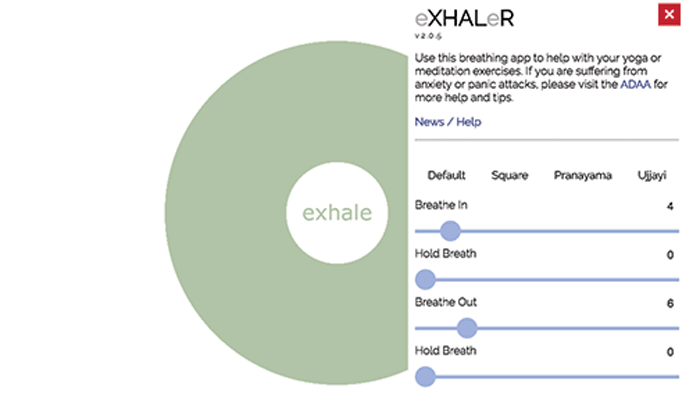 exhale
eXHALeR
v 2.0.5
Use this breathing app to help with your yoga or
meditation exercises. If you are suffering from
anxiety or panic attacks, please visit the ADAA for
more help and tips.
News / Help
Default Square Pranayama Ujjayi
Breathe In 4
Hold Breath 0
Breathe Out 6
Hold Breath 0